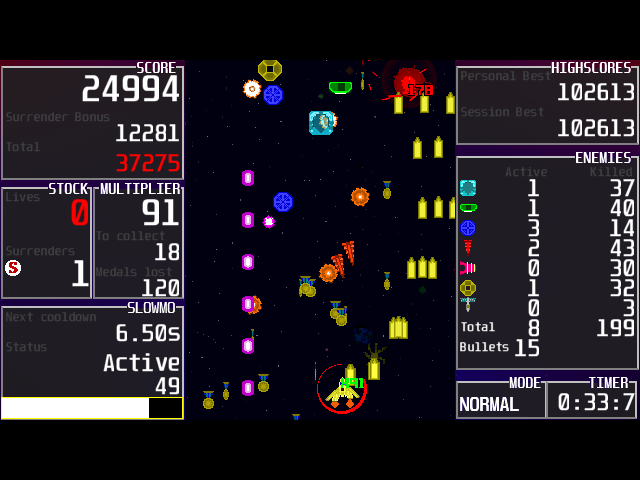 SCORE
24994
Surrender Bonus
12281
Total
37275
STOCK
Lives
0
Surrenders
S
1
MULTIPLIER
91
To collect
18
Medals lost
120
SLOWMO
Next cooldown
6.50s
Status
Active
49
178
HIGHSCORES
Personal Best
102613
Session Best
102613
ENEMIES
Active Killed
1 37
1 40
3 14
2 43
0 30
1 32
0 3
Total 8 199
Bullets 15
MODE
NORMAL
TIMER
0:33:7